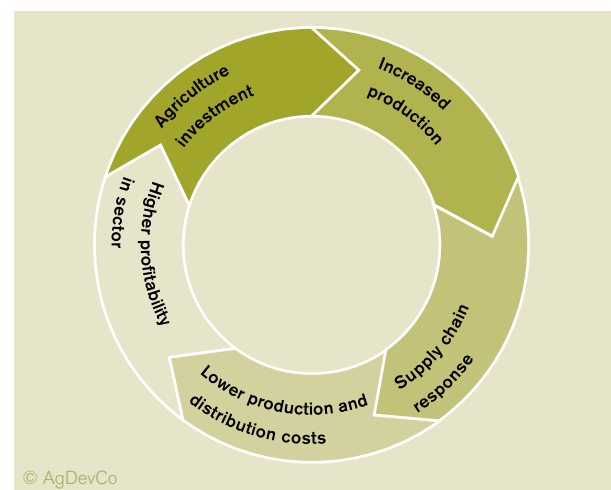 Agriculture
investment
Increased
production
Supply chain
response
Lower production and
distribution costs
Higher profitability
in sector
© AgDevCo